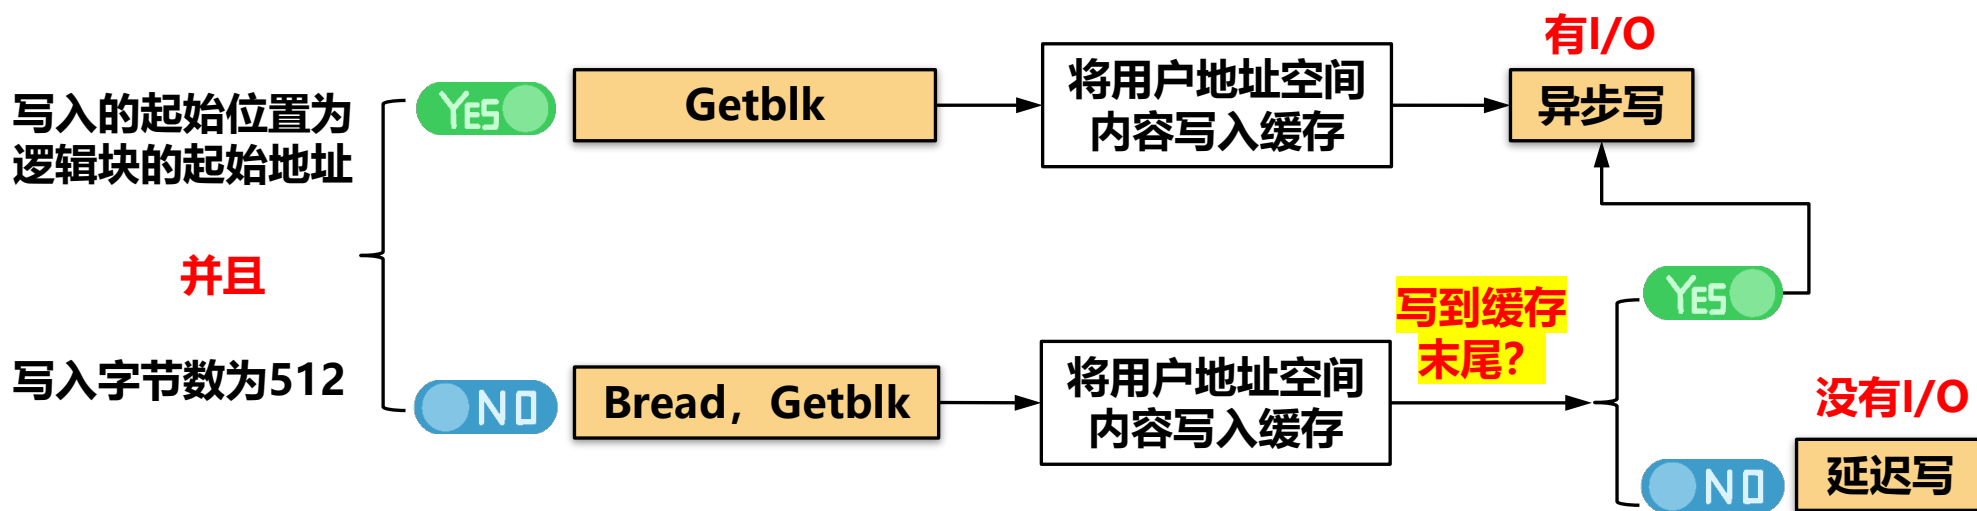 有I/O
写入的起始位置为
逻辑块的起始地址
YES
Getblk
将用户地址空间
内容写入缓存
异步写
并且
写入字节数为512
NO
Bread，Getblk
将用户地址空间
内容写入缓存
写到缓存
末尾？
YES
没有I/O
NO
延迟写